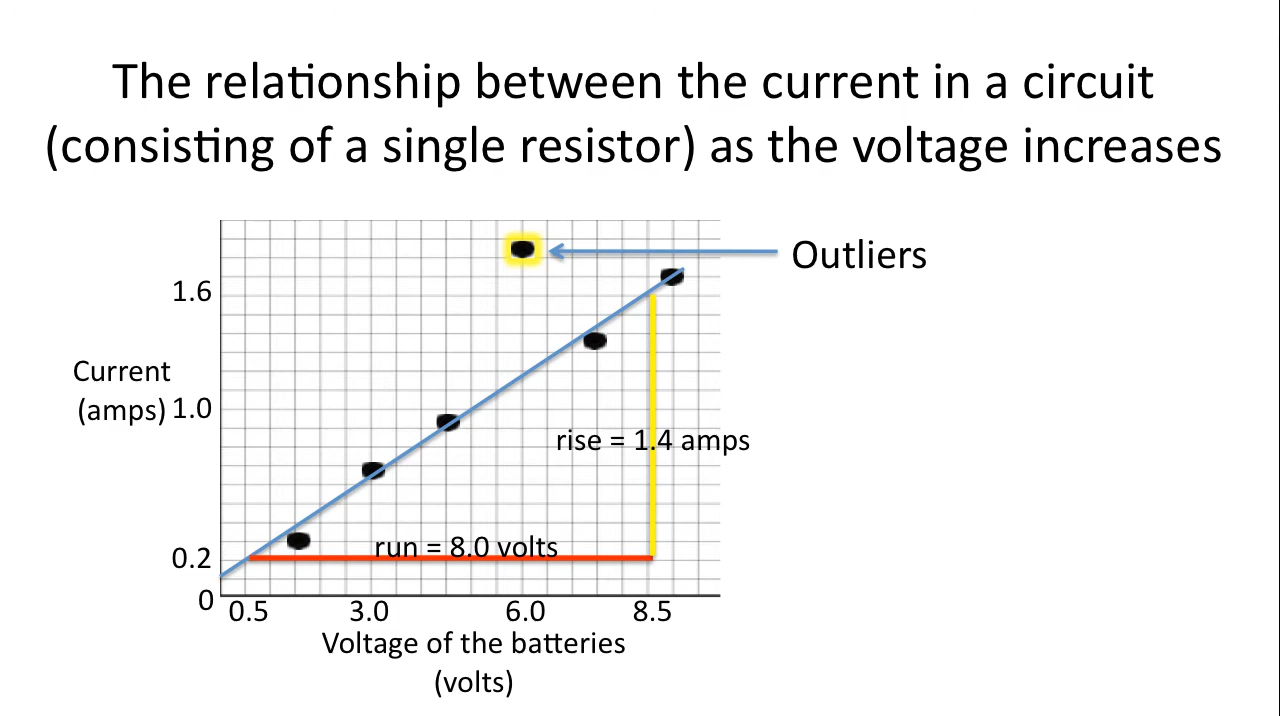 The relationship between the current in a circuit
(consisting of a single resistor) as the voltage increases
Outliers
1.6
Current
(amps)
1.0
rise = 1.4 amps
run = 8.0 volts
0.2
0
0.5
3.0
6.0
8.5
Voltage of the batteries
(volts)